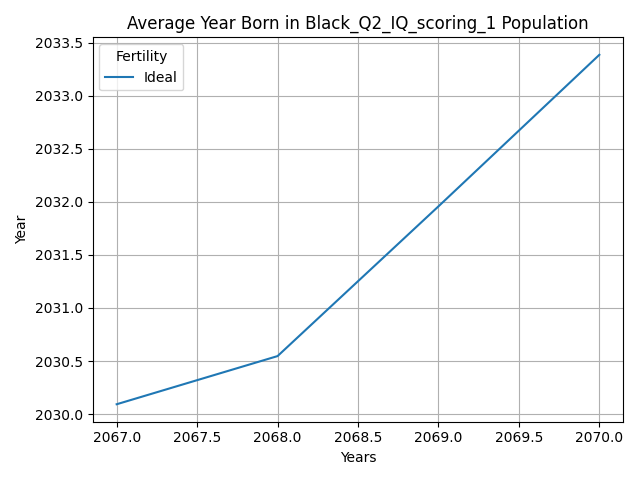 Average Year Born in Black_Q2_IQ_scoring_1 Population
Fertility
Ideal
2033.5
2033.0
2032.5
2032.0
2031.5
2031.0
2030.5
2030.0
Year
2067.0 2067.5 2068.0 2068.5 2069.0 2069.5 2070.0
Years